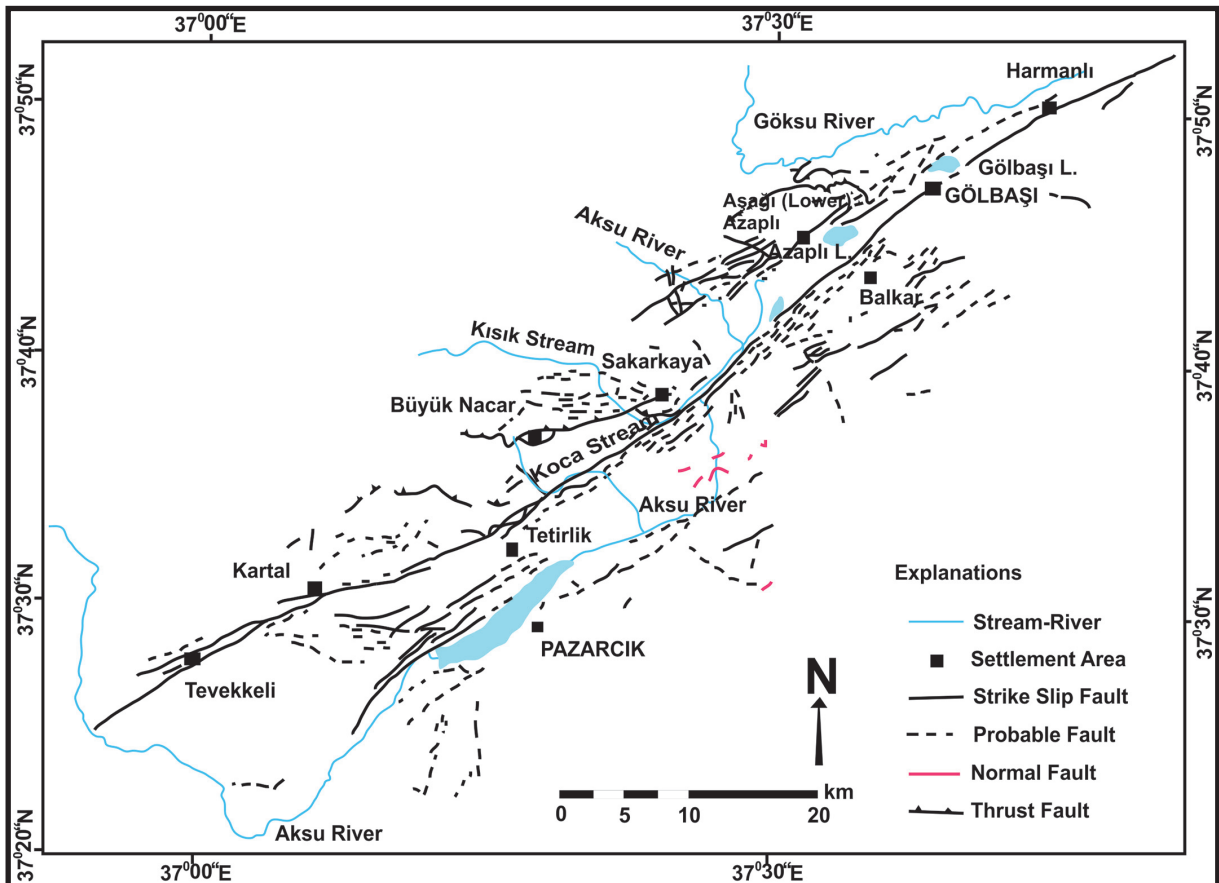 37⁰00“E
37⁰30“E
37⁰50“N
37⁰50“N
Harmanlı
Göksu River
Gölbaşı L.
GÖLBAŞI
Aşağı (Lower)
Azaplı
Aksu River
Azaplı L.
Balkar
37⁰40“N
37⁰40“N
Kısık Stream
Sakarkaya
Büyük Nacar
Koca Stream
Aksu River
Tetirlik
Kartal
37⁰30“N
37⁰30“N
PAZARCIK
Tevekkeli
Aksu River
Explanations
Stream-River
Settlement Area
Strike Slip Fault
Probable Fault
Normal Fault
Thrust Fault
N
km
0 5 10 20
37⁰20“N
37⁰00“E
37⁰30“E